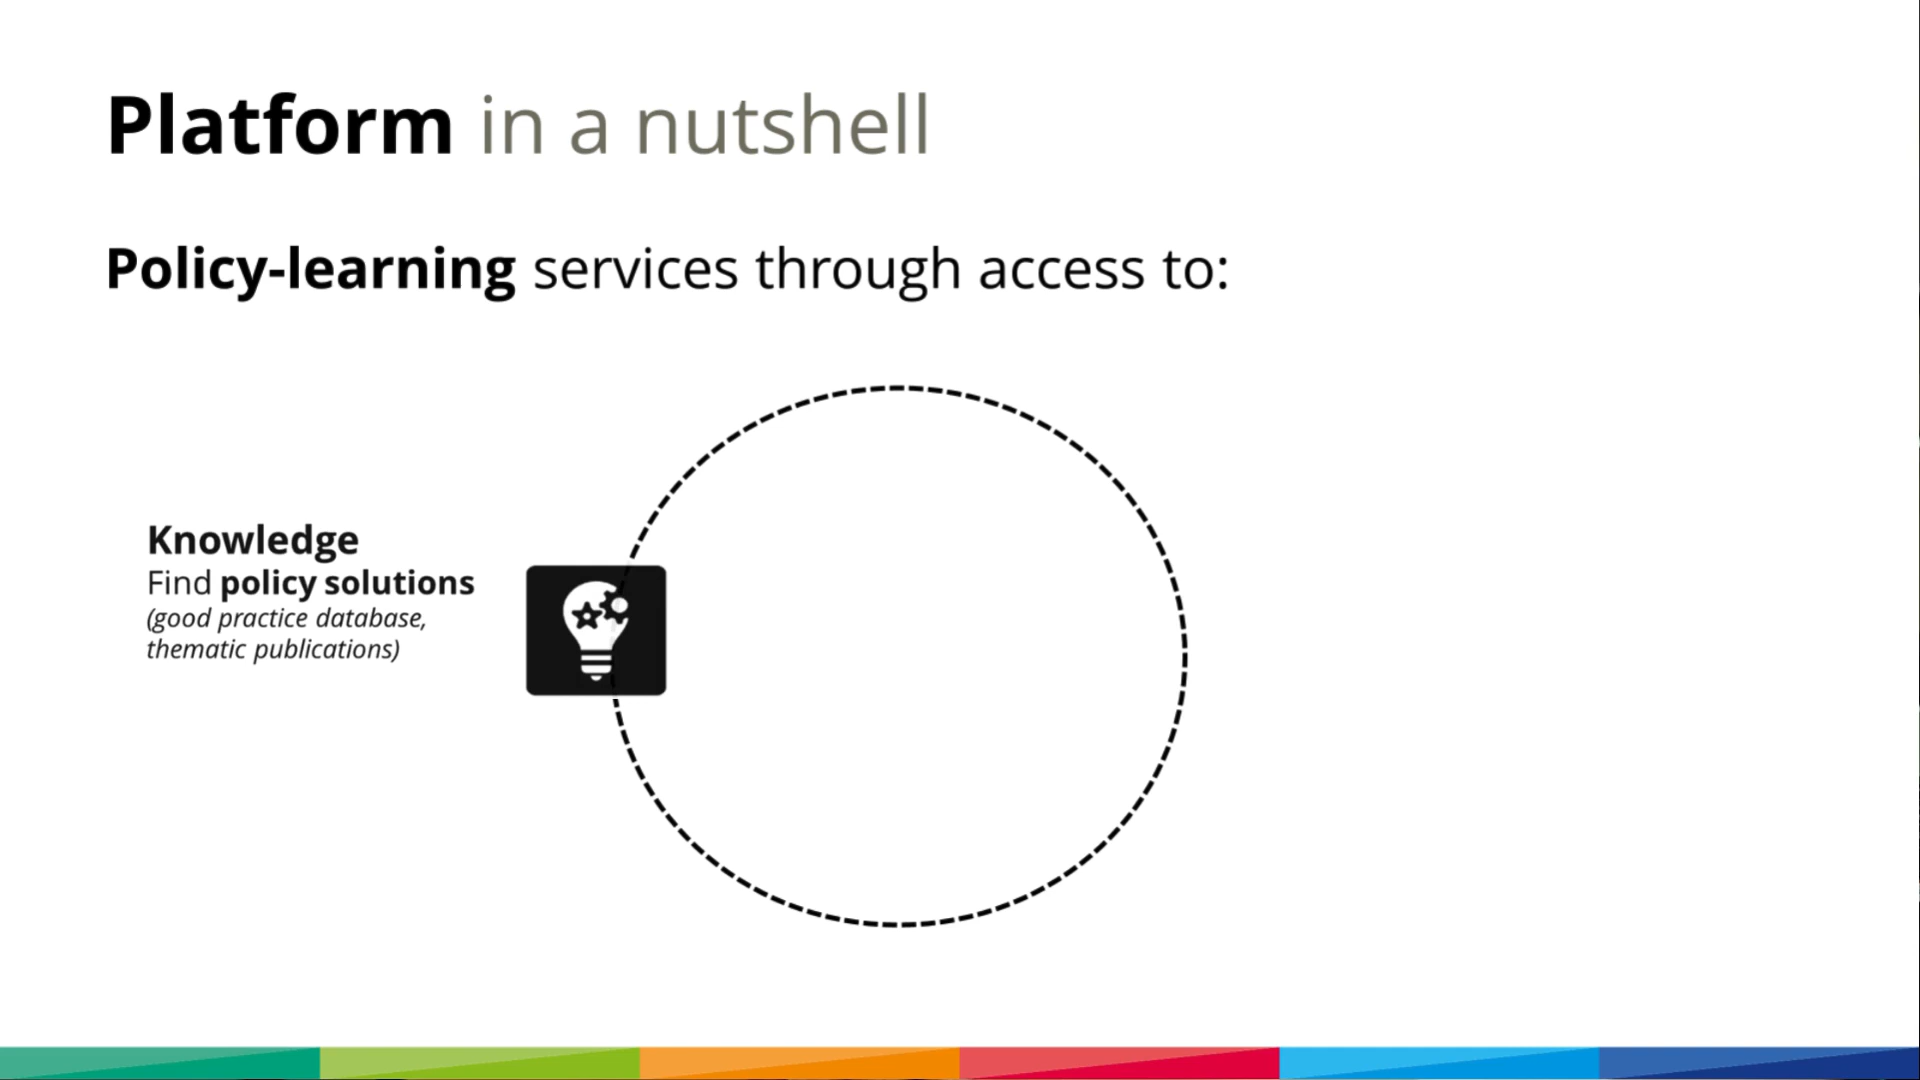 Platform in a nutshell
Policy-learning services through access to:
Knowledge
Find policy solutions
(good practice database,
thematic publications)